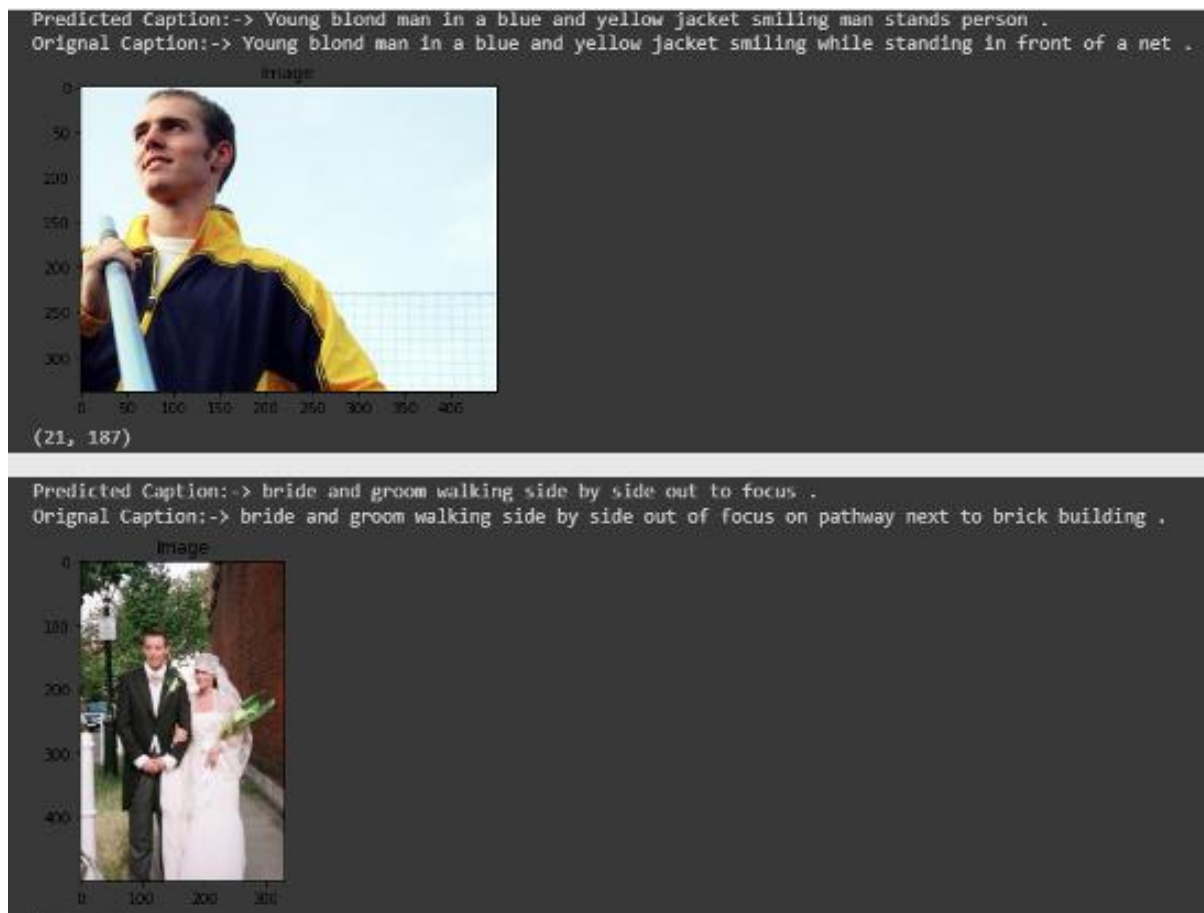 Predicted Caption:-> Young blond man in a blue and yellow jacket smiling man stands person .
Orignal Caption:-> Young blond man in a blue and yellow jacket smiling while standing in front of a net .
Image
0
50
100
150
200
250
300
0 50 100 150 200 250 300 350 400
(21, 187)
Predicted Caption:-> bride and groom walking side by side out to focus .
Orignal Caption:-> bride and groom walking side by side out of focus on pathway next to brick building .
Image
0
100
200
300
400
0 100 200 300